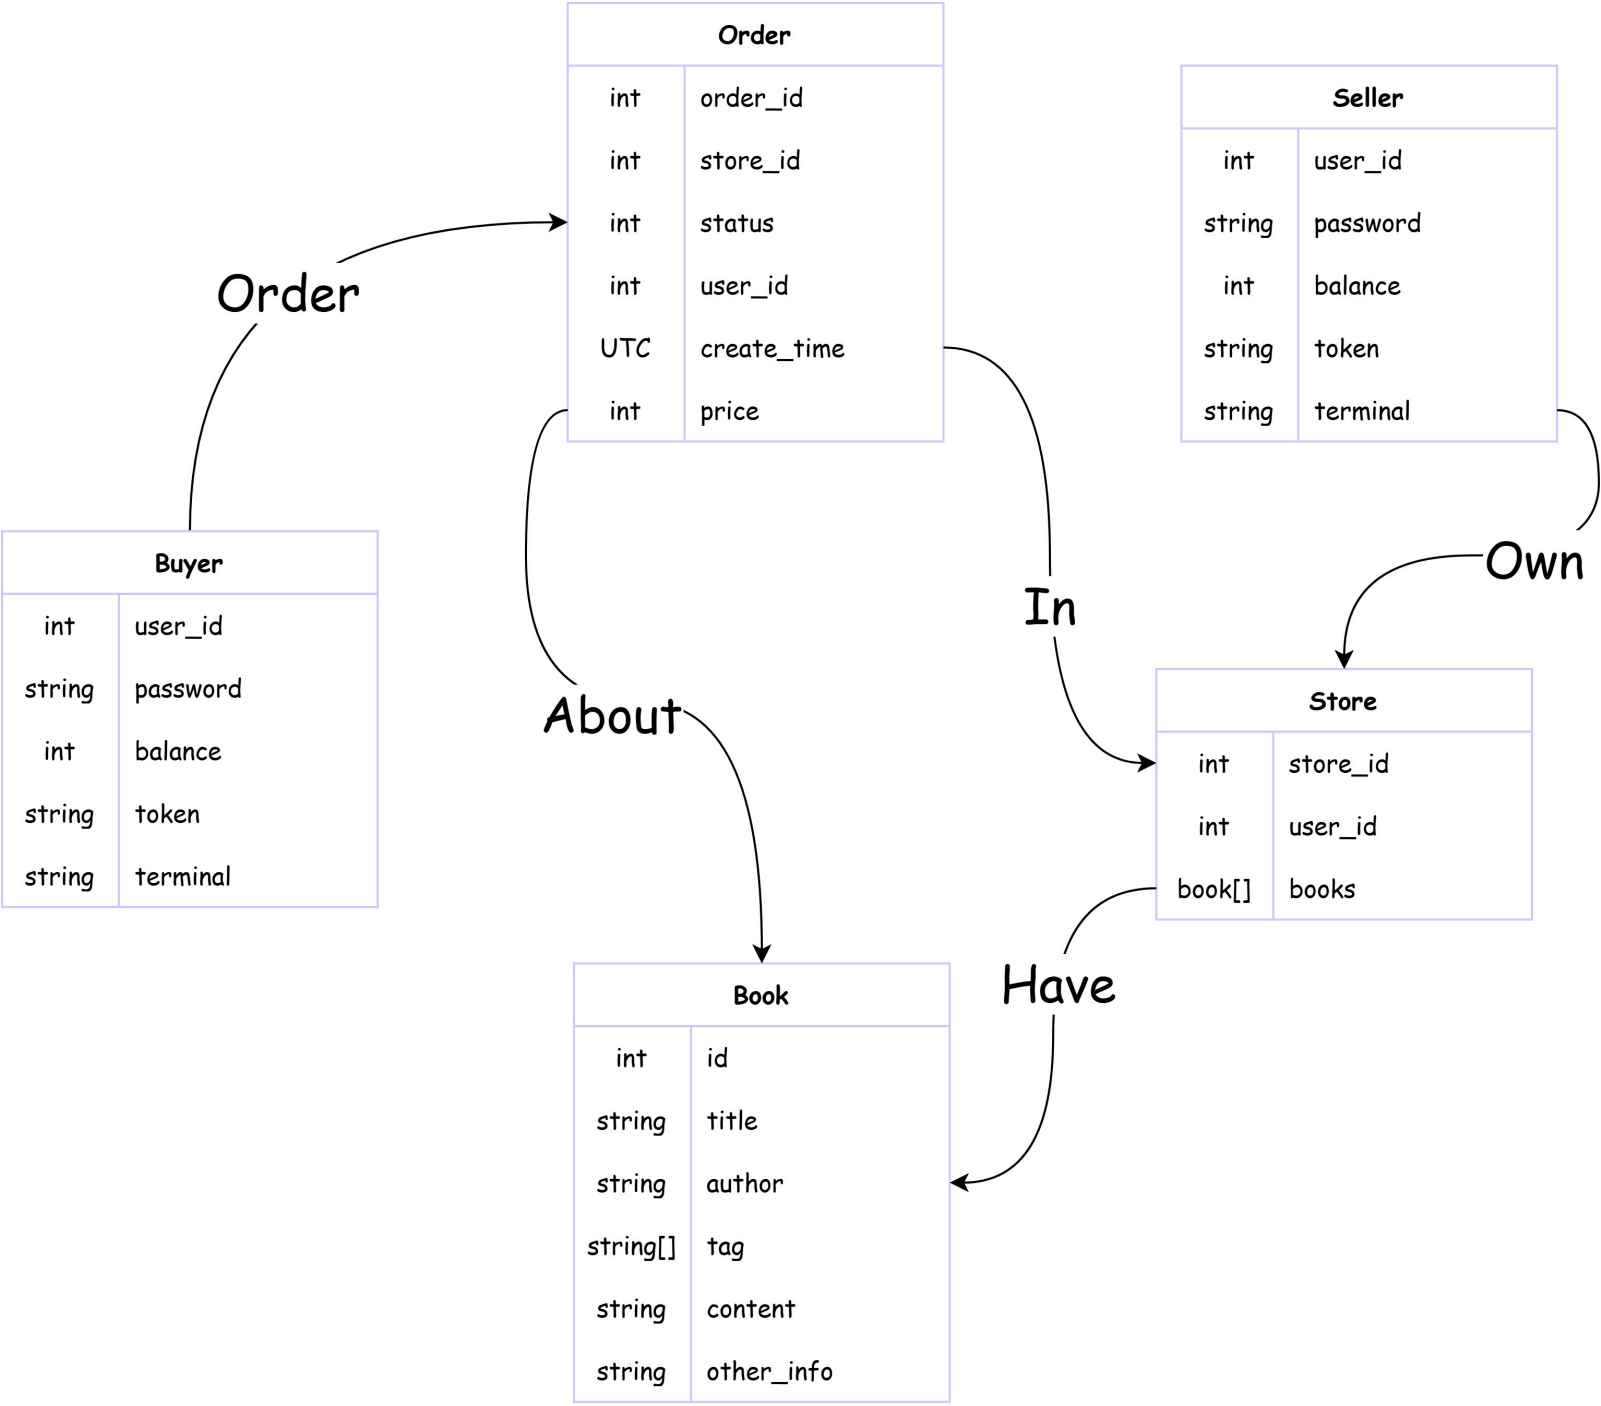 Order
int order_id
int store_id
int status
int user_id
UTC create_time
int price
Seller
int user_id
string password
int balance
string token
string terminal
Order
Buyer
int user_id
string password
int balance
string token
string terminal
About
In
Own
Store
int store_id
int user_id
book[] books
Have
Book
int id
string title
string author
string[] tag
string content
string other_info